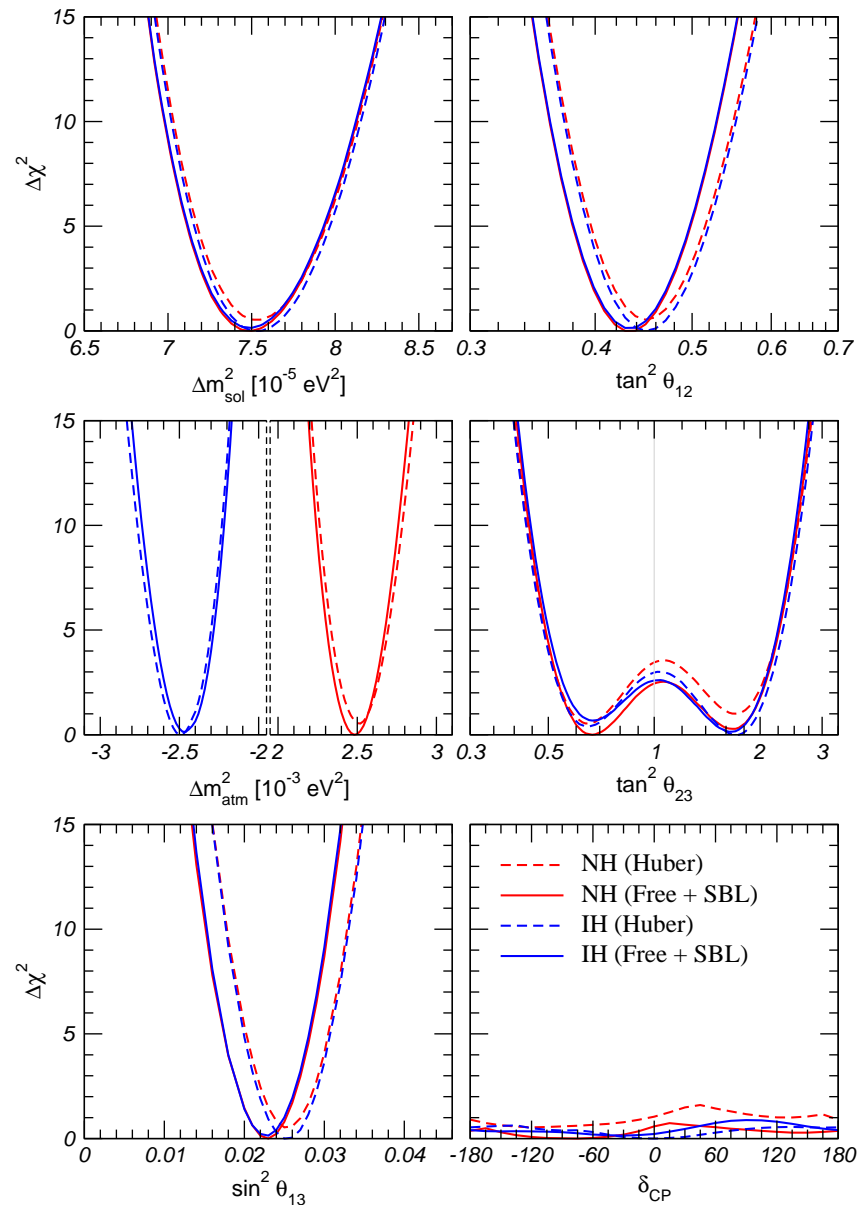 15
10
5
0
Δχ²
6.5 7 7.5 8 8.5
Δm²sol [10⁻⁵ eV²]
0.3 0.4 0.5 0.6 0.7
tan² θ₁₂
15
10
5
0
-3 -2.5 -2 2 2.5 3
Δm²atm [10⁻³ eV²]
0.3 0.5 1 2 3
tan² θ₂₃
15
10
5
0
Δχ²
0 0.02 0.04
sin² θ₁₃
NH (Huber)
NH (Free + SBL)
IH (Huber)
IH (Free + SBL)
-180 -120 -60 0 60 120 180
δCP